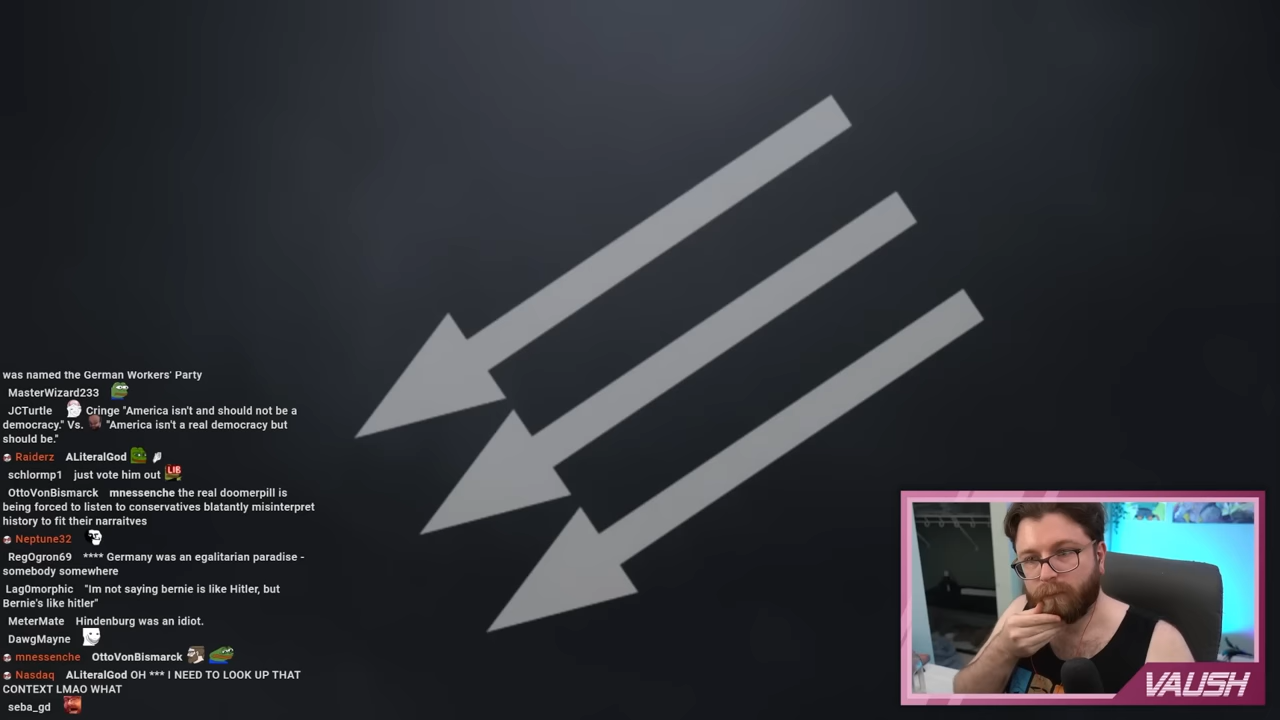 was named the German Workers' Party
MasterWizard233
JCTurtle Cringe "America isn't and should not be a
democracy." Vs. "America isn't a real democracy but
should be."
Raiderz ALiteralGod
schlormp1 just vote him out LIB
OttoVonBismarck mnessenche the real doomerpill is
being forced to listen to conservatives blatantly misinterpret
history to fit their narraitves
Neptune32
RegOgron69 **** Germany was an egalitarian paradise -
somebody somewhere
Lag0morphic "Im not saying bernie is like Hitler, but
Bernie's like hitler"
MeterMate Hindenburg was an idiot.
DawgMayne
mnessenche OttoVonBismarck
Nasdaq ALiteralGod OH *** I NEED TO LOOK UP THAT
CONTEXT LMAO WHAT
seba_gd
VAUSH